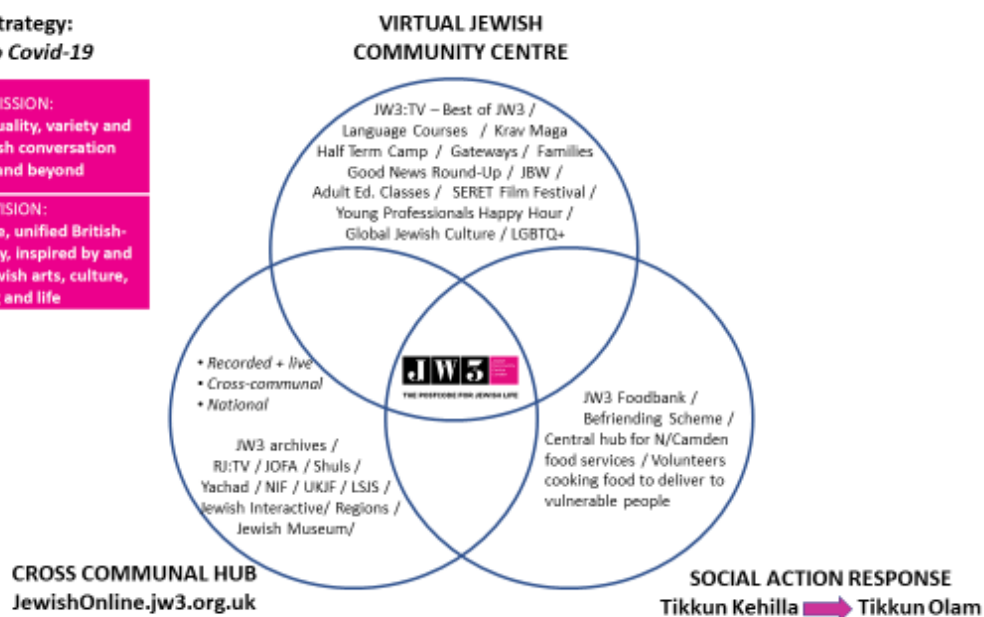 trategy:
Covid-19
ISSION:
uality, variety and
sh conversation
and beyond
ISION:
e, unified British-
y, inspired by and
wish arts, culture,
and life
VIRTUAL JEWISH
COMMUNITY CENTRE
JW3:TV – Best of JW3 /
Language Courses / Krav Maga
Half Term Camp / Gateways / Families
Good News Round-Up / JBW /
Adult Ed. Classes / SERET Film Festival /
Young Professionals Happy Hour /
Global Jewish Culture / LGBTQ+
• Recorded + live
• Cross-communal
• National
JW3 archives /
RJ:TV / JOFA / Shuls /
Yachad / NIF / UKJF / LSJS /
Jewish Interactive/ Regions /
Jewish Museum/
JW3
THE POSTCODE FOR JEWISH LIFE
JW3 Foodbank /
Befriending Scheme /
Central hub for N/Camden
food services / Volunteers
cooking food to deliver to
vulnerable people
CROSS COMMUNAL HUB
JewishOnline.jw3.org.uk
SOCIAL ACTION RESPONSE
Tikkun Kehilla Tikkun Olam